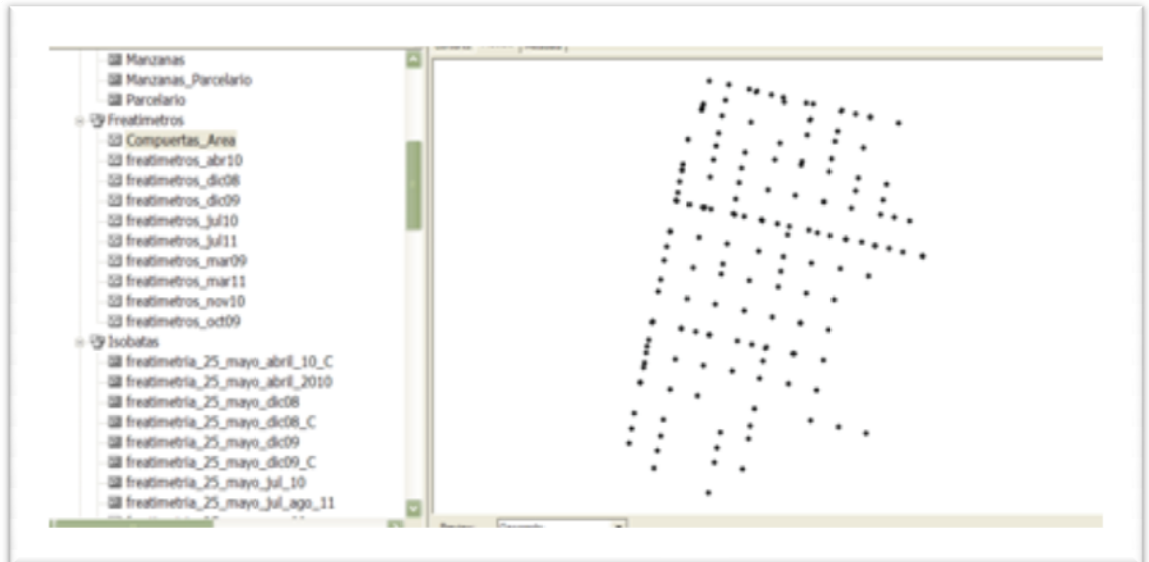 Manzanas
Manzanas_Parcelario
Parcelario
Freatimetros
Compuertas_Area
freatimetros_abr10
freatimetros_dic08
freatimetros_dic09
freatimetros_jul10
freatimetros_jul11
freatimetros_mar09
freatimetros_mar11
freatimetros_nov10
freatimetros_oct09
Isobatas
freatimetria_25_mayo_abril_10_C
freatimetria_25_mayo_abril_2010
freatimetria_25_mayo_dic08
freatimetria_25_mayo_dic08_C
freatimetria_25_mayo_dic09
freatimetria_25_mayo_dic09_C
freatimetria_25_mayo_jul_10
freatimetria_25_mayo_jul_ago_11